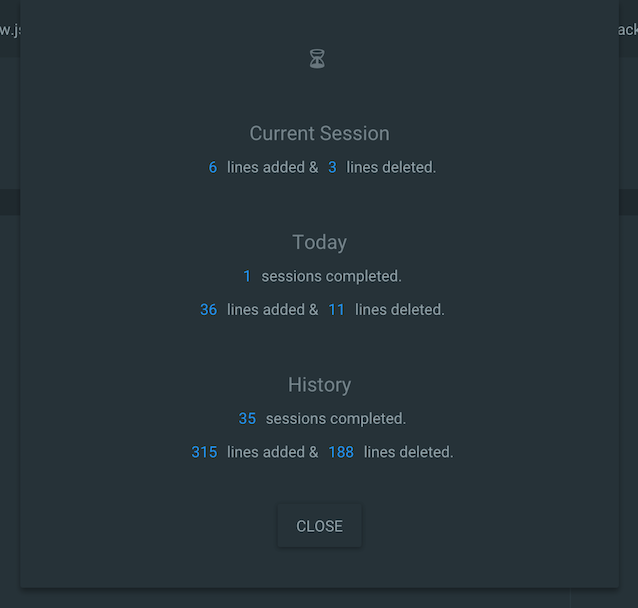 w.js
ack
Current Session
6 lines added & 3 lines deleted.
Today
1 sessions completed.
36 lines added & 11 lines deleted.
History
35 sessions completed.
315 lines added & 188 lines deleted.
CLOSE